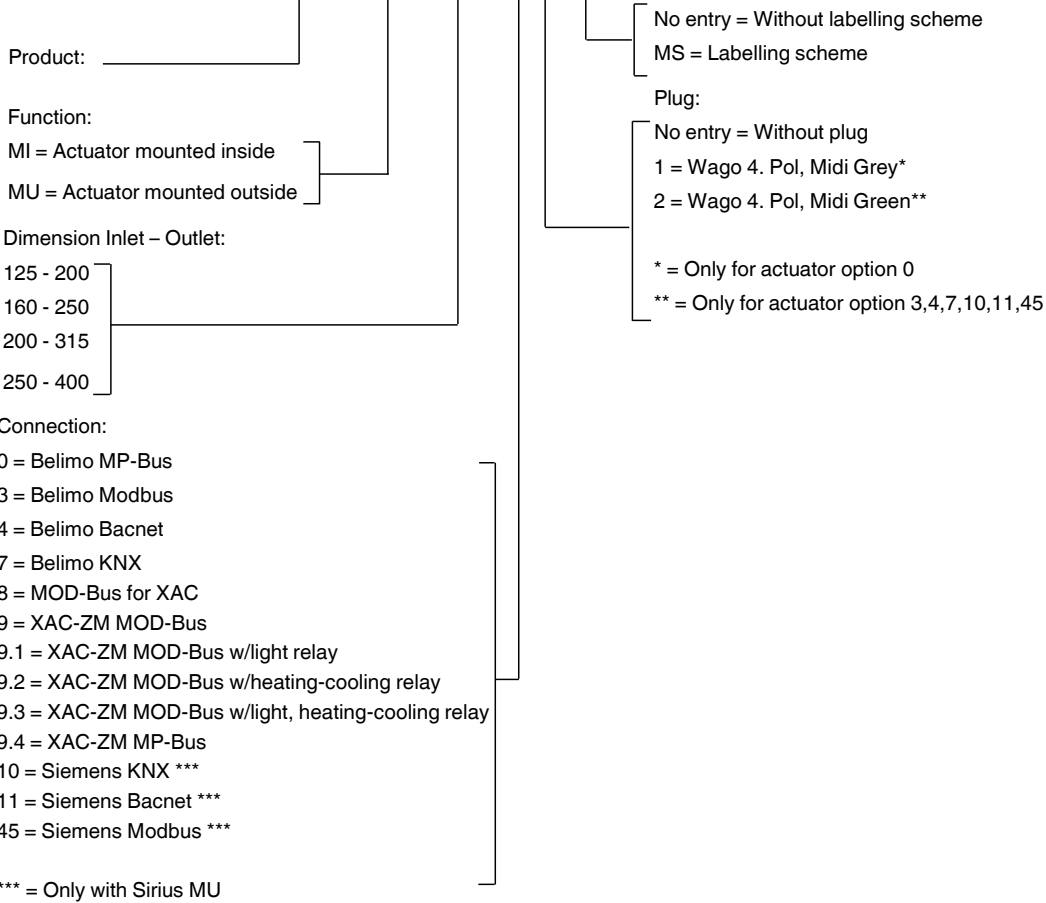 Product:
Function:
MI = Actuator mounted inside
MU = Actuator mounted outside
Dimension Inlet – Outlet:
125 - 200
160 - 250
200 - 315
250 - 400
Connection:
0 = Belimo MP-Bus
3 = Belimo Modbus
4 = Belimo Bacnet
7 = Belimo KNX
8 = MOD-Bus for XAC
9 = XAC-ZM MOD-Bus
9.1 = XAC-ZM MOD-Bus w/light relay
9.2 = XAC-ZM MOD-Bus w/heating-cooling relay
9.3 = XAC-ZM MOD-Bus w/light, heating-cooling relay
9.4 = XAC-ZM MP-Bus
10 = Siemens KNX ***
11 = Siemens Bacnet ***
45 = Siemens Modbus ***
*** = Only with Sirius MU
No entry = Without labelling scheme
MS = Labelling scheme
Plug:
No entry = Without plug
1 = Wago 4. Pol, Midi Grey*
2 = Wago 4. Pol, Midi Green**
* = Only for actuator option 0
** = Only for actuator option 3,4,7,10,11,45